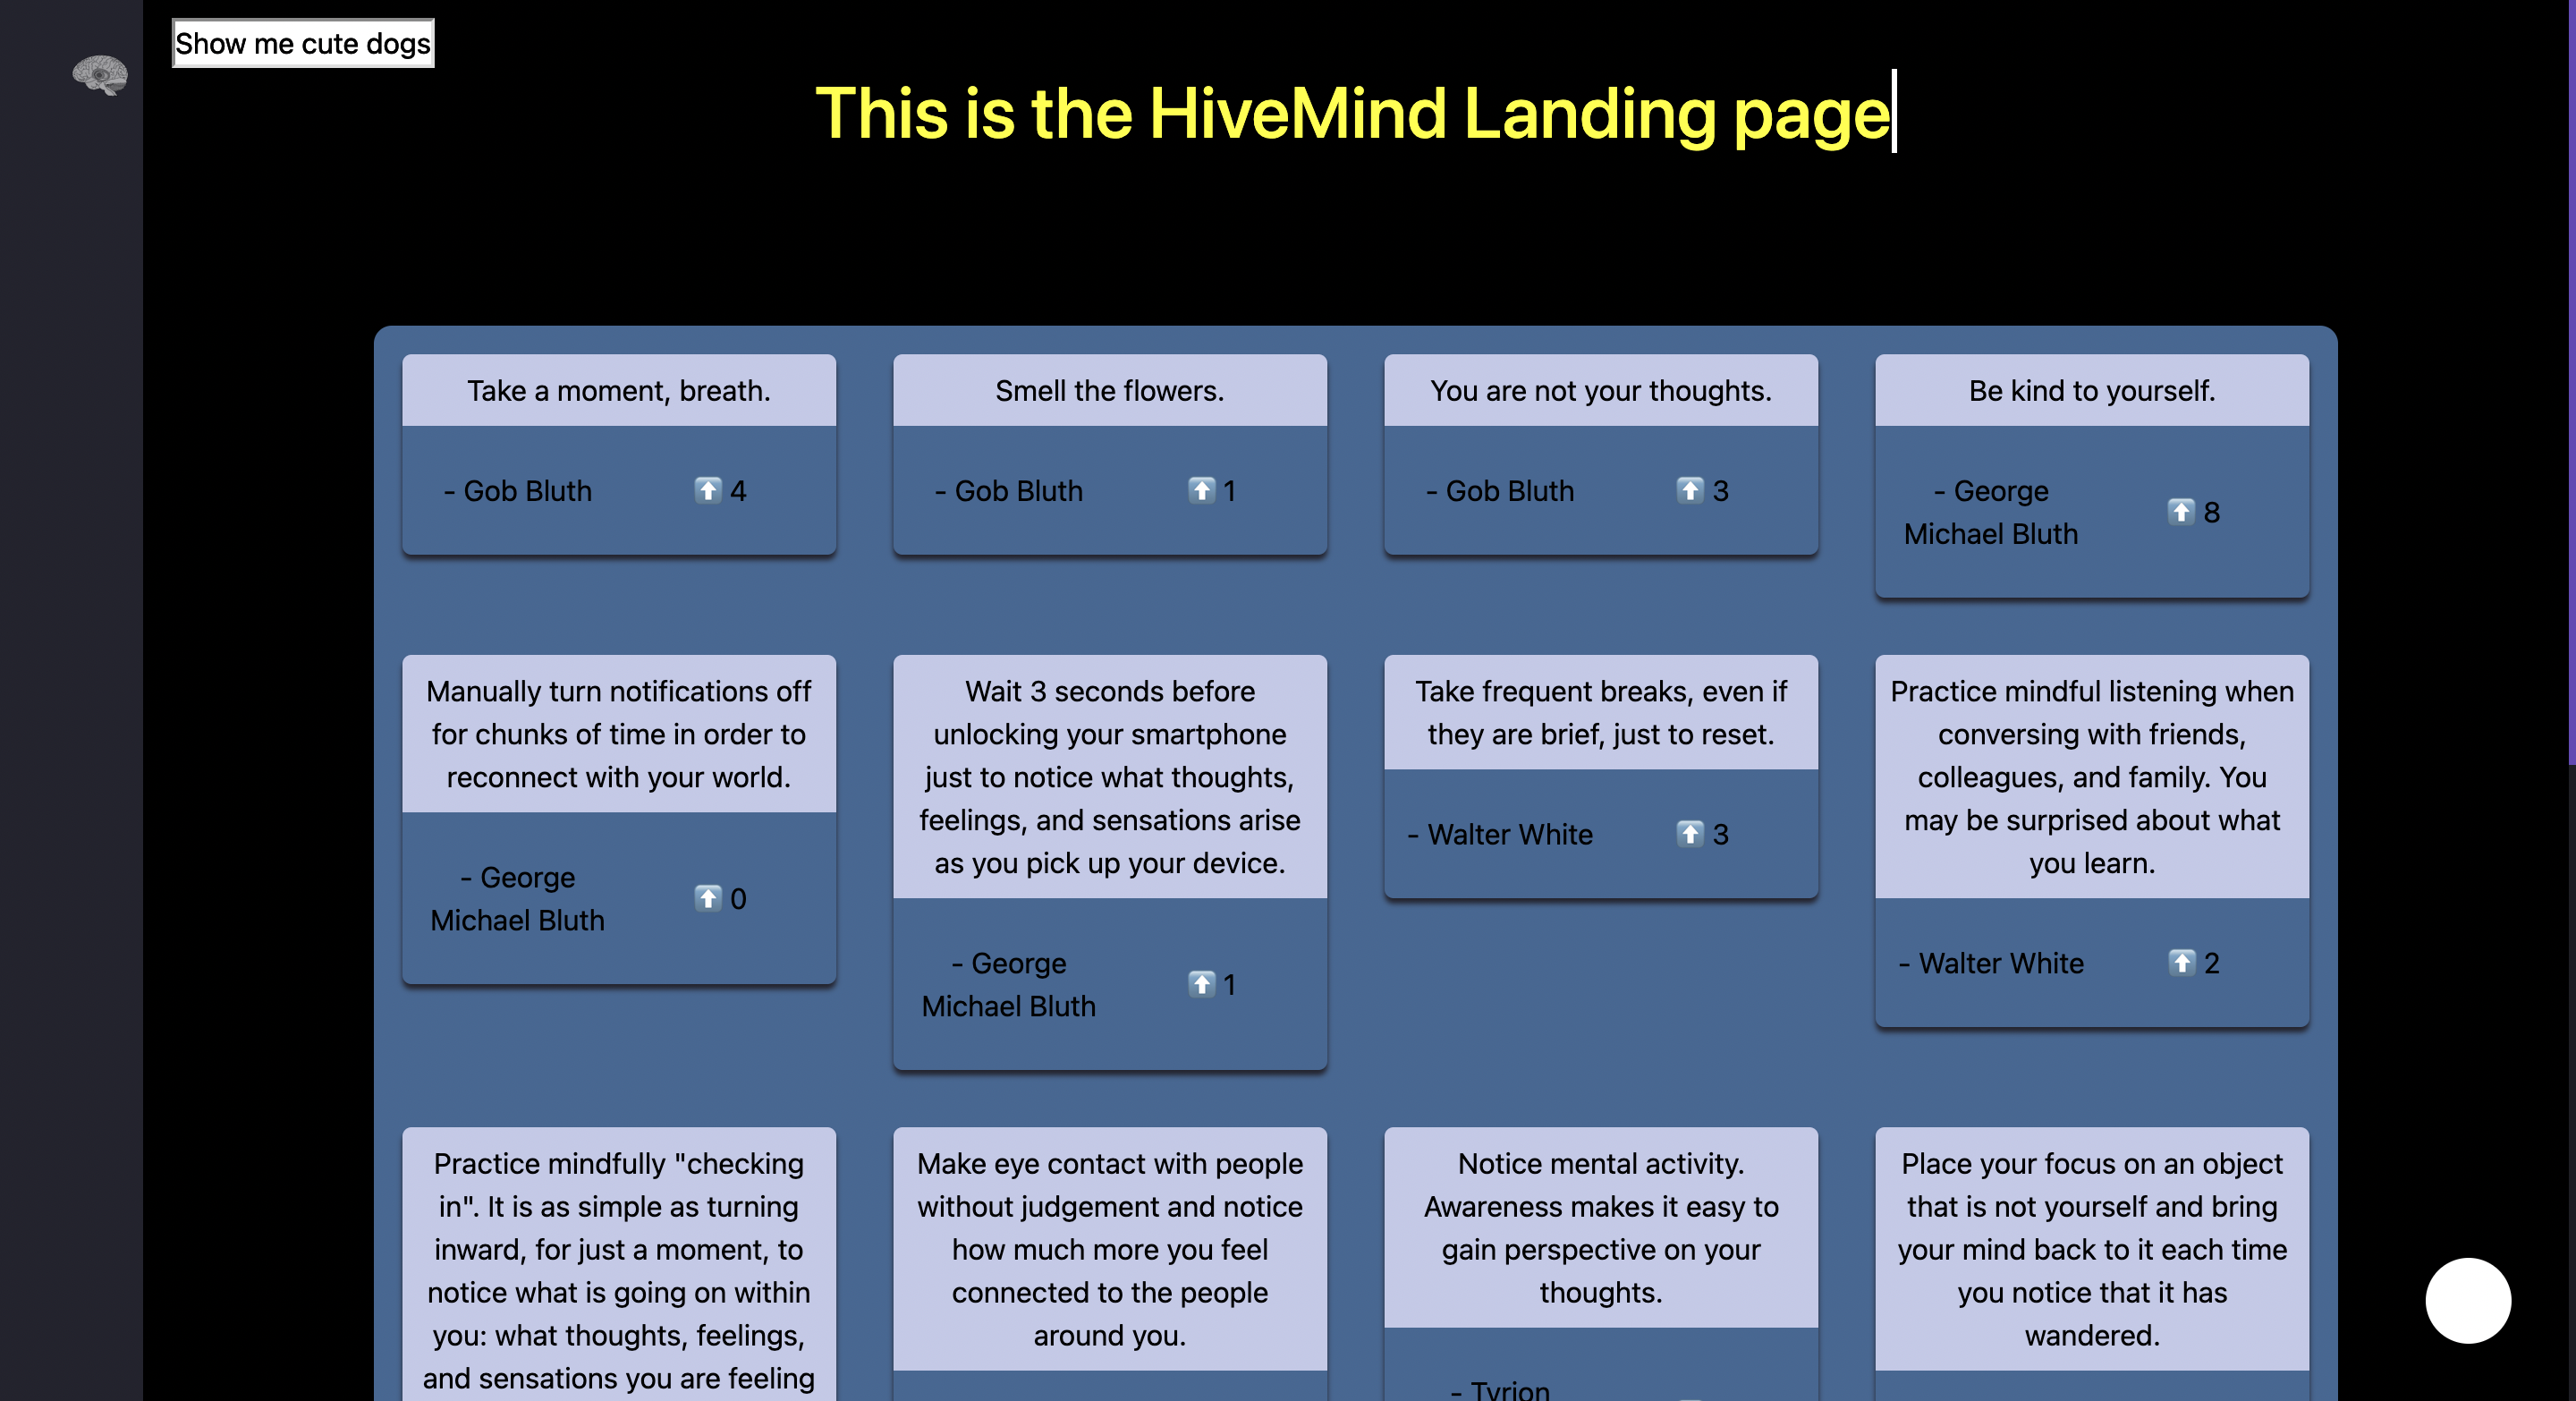 Show me cute dogs
This is the HiveMind Landing page
Take a moment, breath.
- Gob Bluth
4
Smell the flowers.
- Gob Bluth
1
You are not your thoughts.
- Gob Bluth
3
Be kind to yourself.
- George
Michael Bluth
8
Manually turn notifications off
for chunks of time in order to
reconnect with your world.
- George
Michael Bluth
0
Wait 3 seconds before
unlocking your smartphone
just to notice what thoughts,
feelings, and sensations arise
as you pick up your device.
- George
Michael Bluth
1
Take frequent breaks, even if
they are brief, just to reset.
- Walter White
3
Practice mindful listening when
conversing with friends,
colleagues, and family. You
may be surprised about what
you learn.
- Walter White
2
Practice mindfully "checking
in". It is as simple as turning
inward, for just a moment, to
notice what is going on within
you: what thoughts, feelings,
and sensations you are feeling
Make eye contact with people
without judgement and notice
how much more you feel
connected to the people
around you.
Notice mental activity.
Awareness makes it easy to
gain perspective on your
thoughts.
- Tyrion
Place your focus on an object
that is not yourself and bring
your mind back to it each time
you notice that it has
wandered.